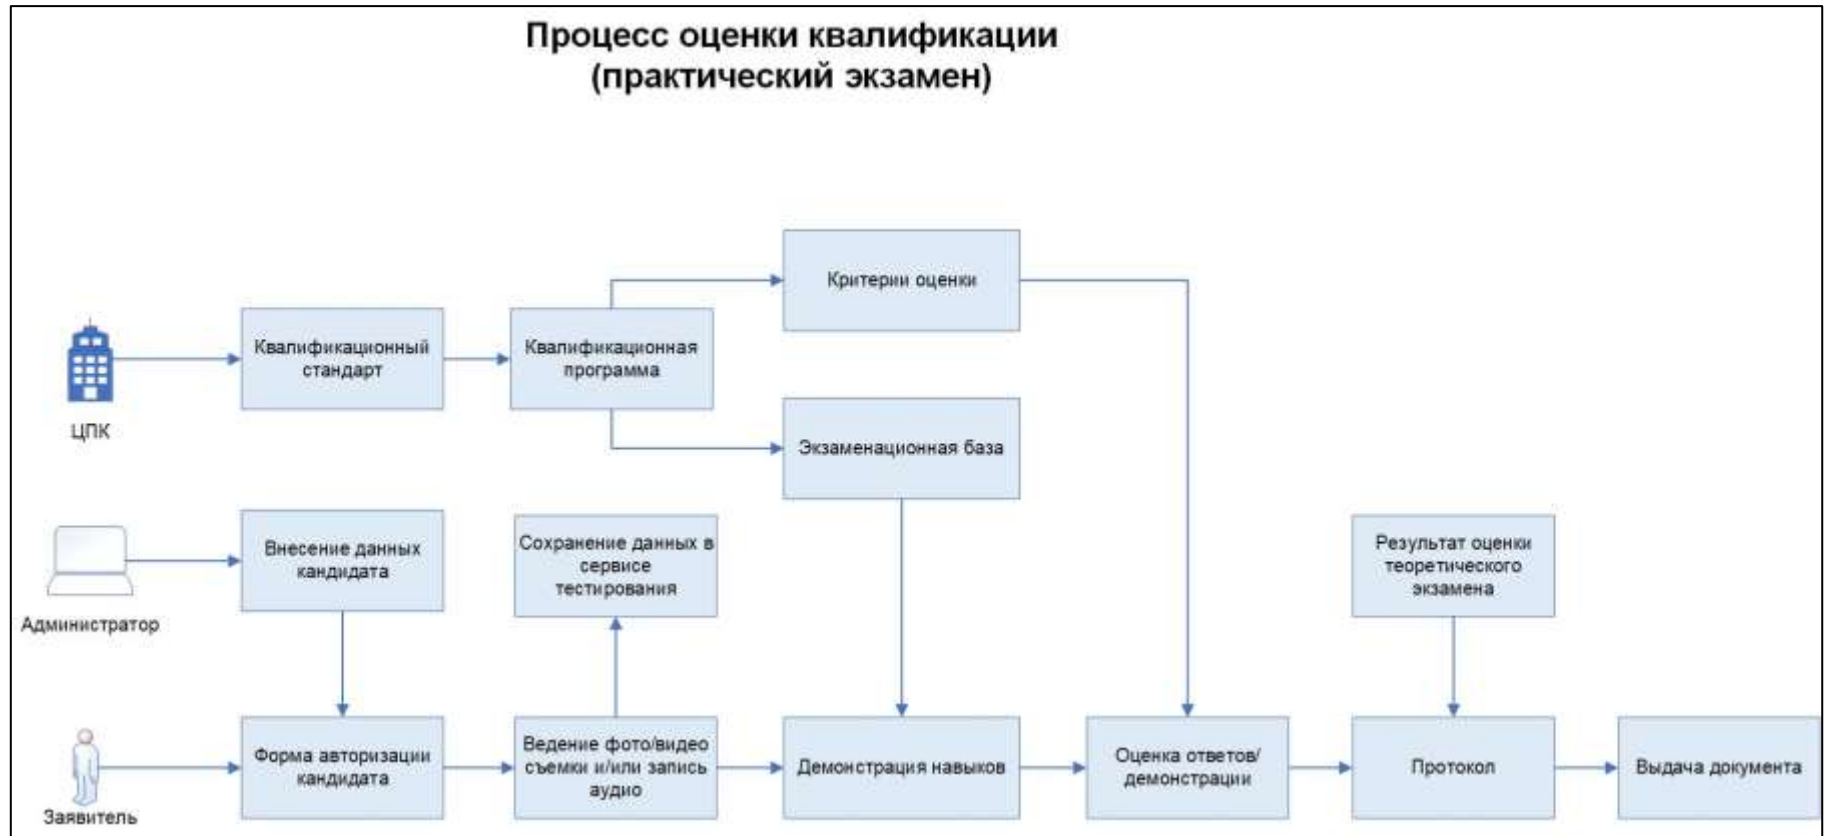 Процесс оценки квалификации
(практический экзамен)
Критерии оценки
Квалификационный
стандарт
Квалификационная
программа
ЦПК
Экзаменационная база
Внесение данных
кандидата
Сохранение данных в
сервисе
тестирования
Результат оценки
теоретического
экзамена
Администратор
Форма авторизации
кандидата
Ведение фото/видео
съемки и/или запись
аудио
Демонстрация навыков
Оценка ответов/
демонстрации
Протокол
Выдача документа
Заявитель